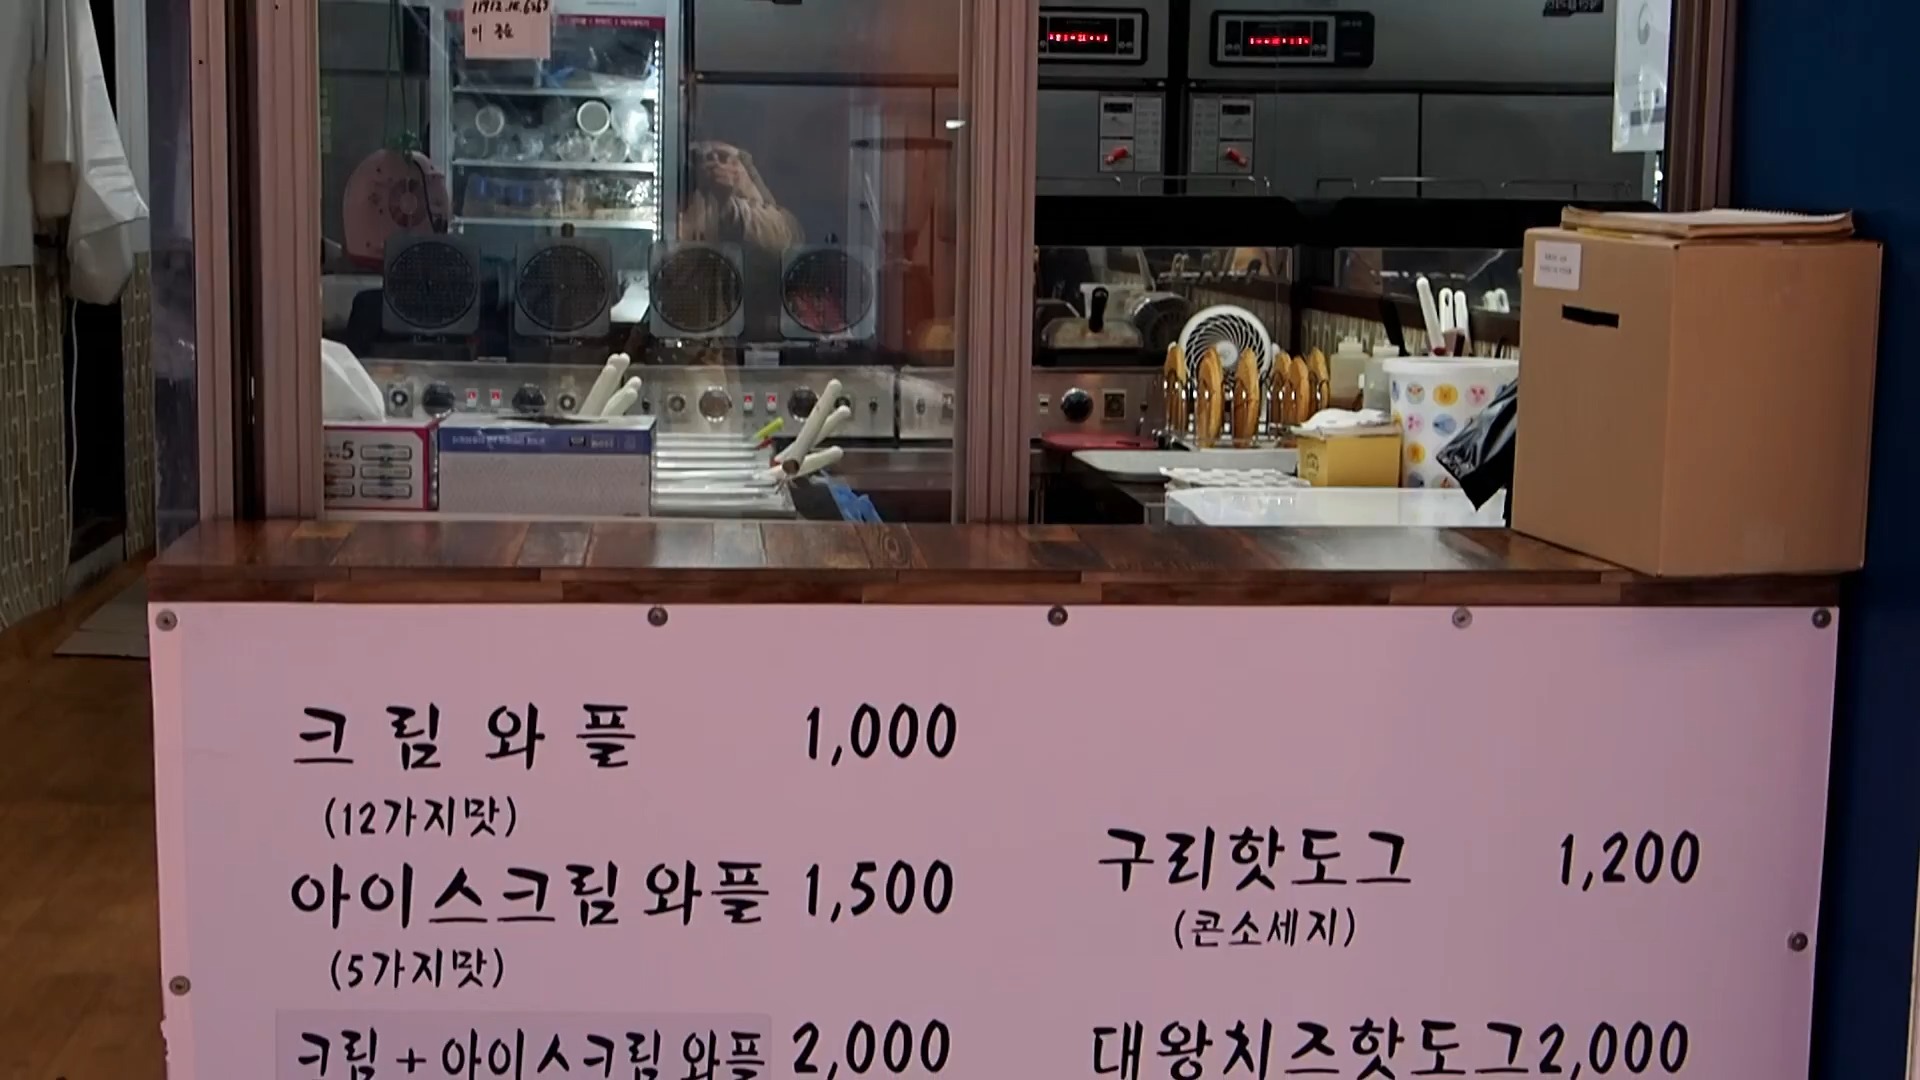 크림와플 1,000
(12가지맛)
아이스크림와플 1,500
(5가지맛)
크림+아이스크림와플 2,000
구리핫도그 1,200
(콘소세지)
대왕치즈핫도그 2,000